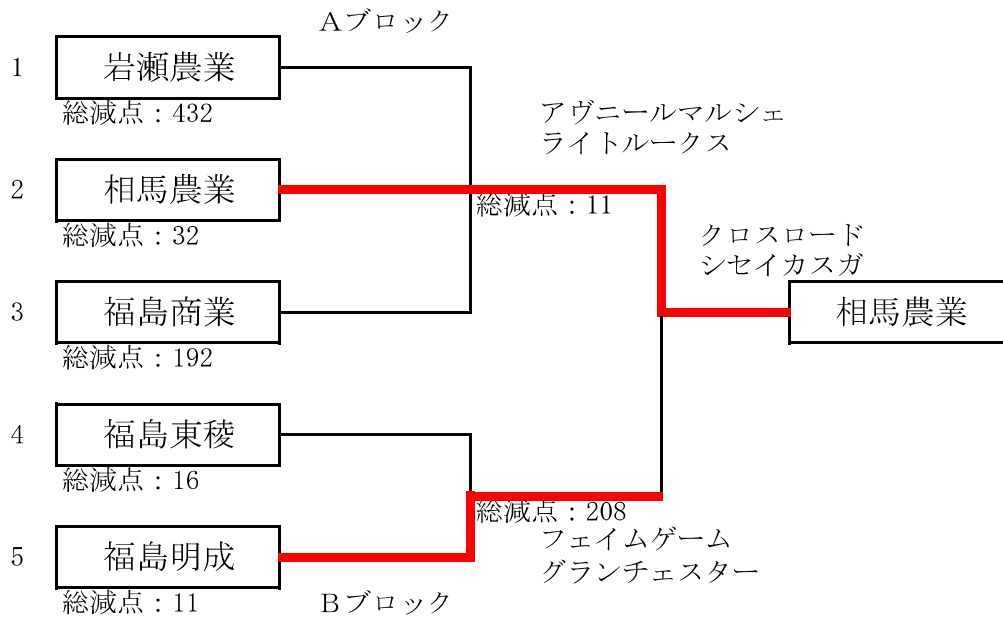 Ａブロック
1
岩瀬農業
総減点：432
アヴニールマルシェ
ライトルークス
2
相馬農業
総減点：32
総減点：11
クロスロード
シセイカスガ
相馬農業
3
福島商業
総減点：192
4
福島東稜
総減点：16
総減点：208
フェイムゲーム
グランチェスター
5
福島明成
総減点：11
Ｂブロック